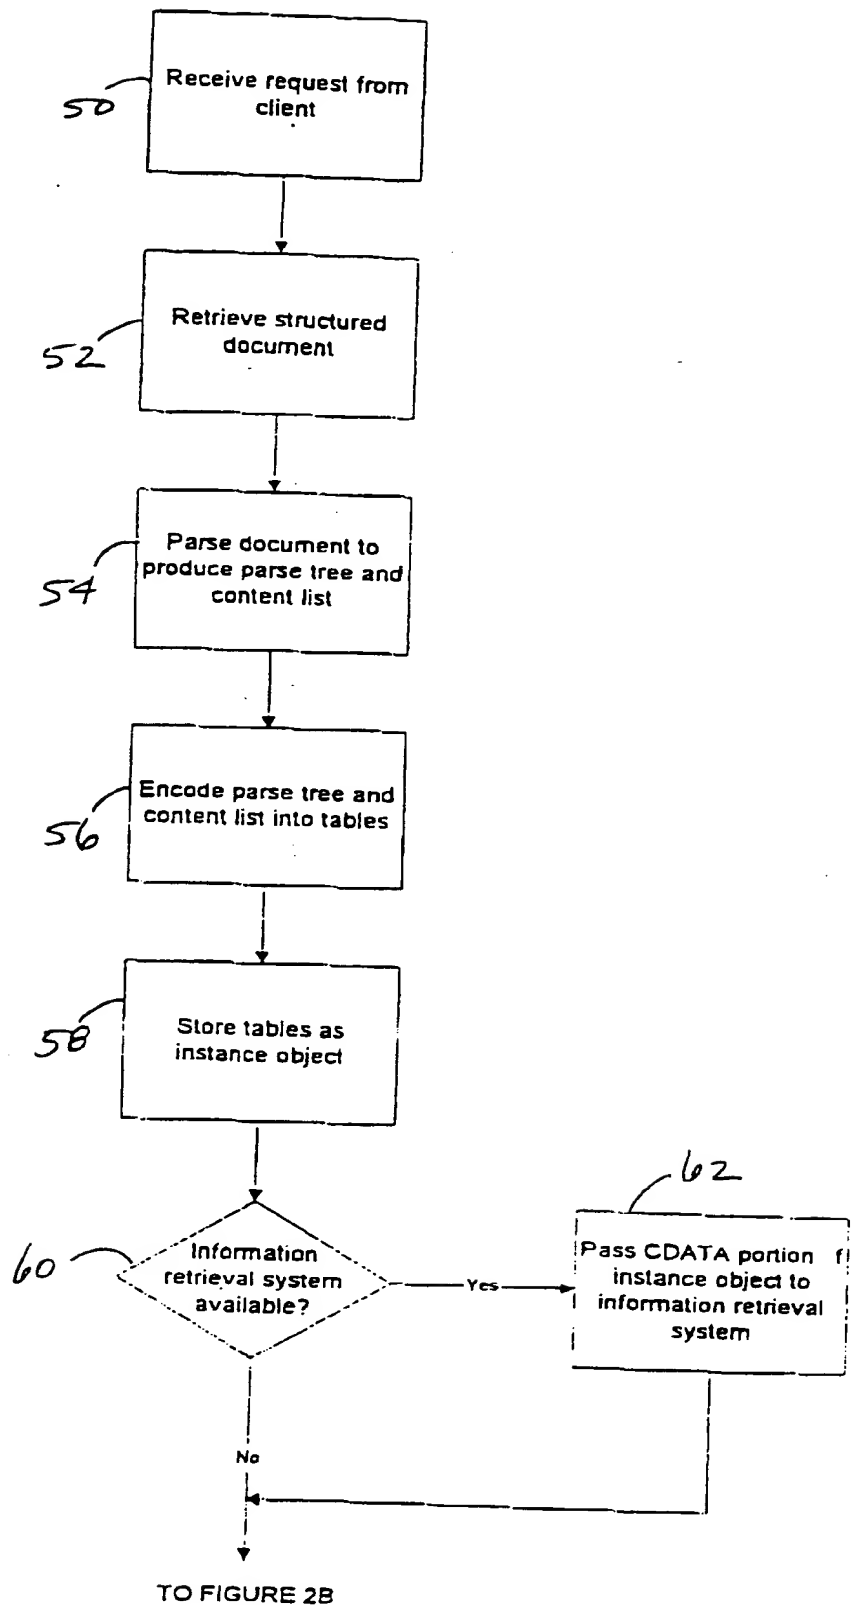 50
Receive request from
client
52
Retrieve structured
document
54
Parse document to
produce parse tree and
content list
56
Encode parse tree and
content list into tables
58
Store tables as
instance object
60
Information
retrieval system
available?
Yes
62
Pass CDATA portion f
instance object to
information retrieval
system
No
TO FIGURE 2B